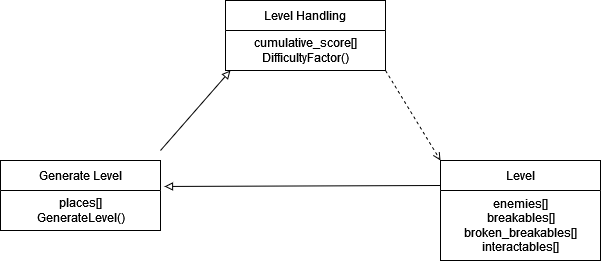 Level Handling
cumulative_score[]
DifficultyFactor()
Generate Level
places[]
GenerateLevel()
Level
enemies[]
breakables[]
broken_breakables[]
interactables[]